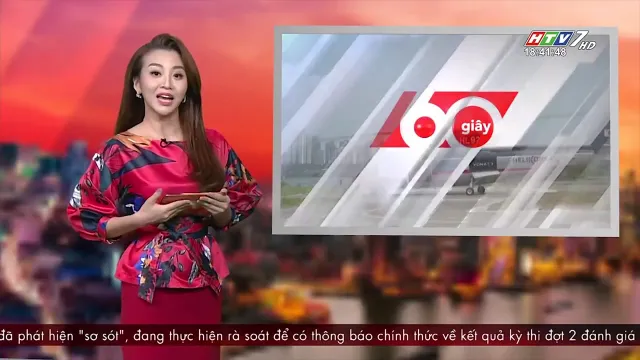 HTV7 HD
18:41:48
60 giây
đã phát hiện "sơ sót", đang thực hiện rà soát để có thông báo chính thức về kết quả kỳ thi đợt 2 đánh giá